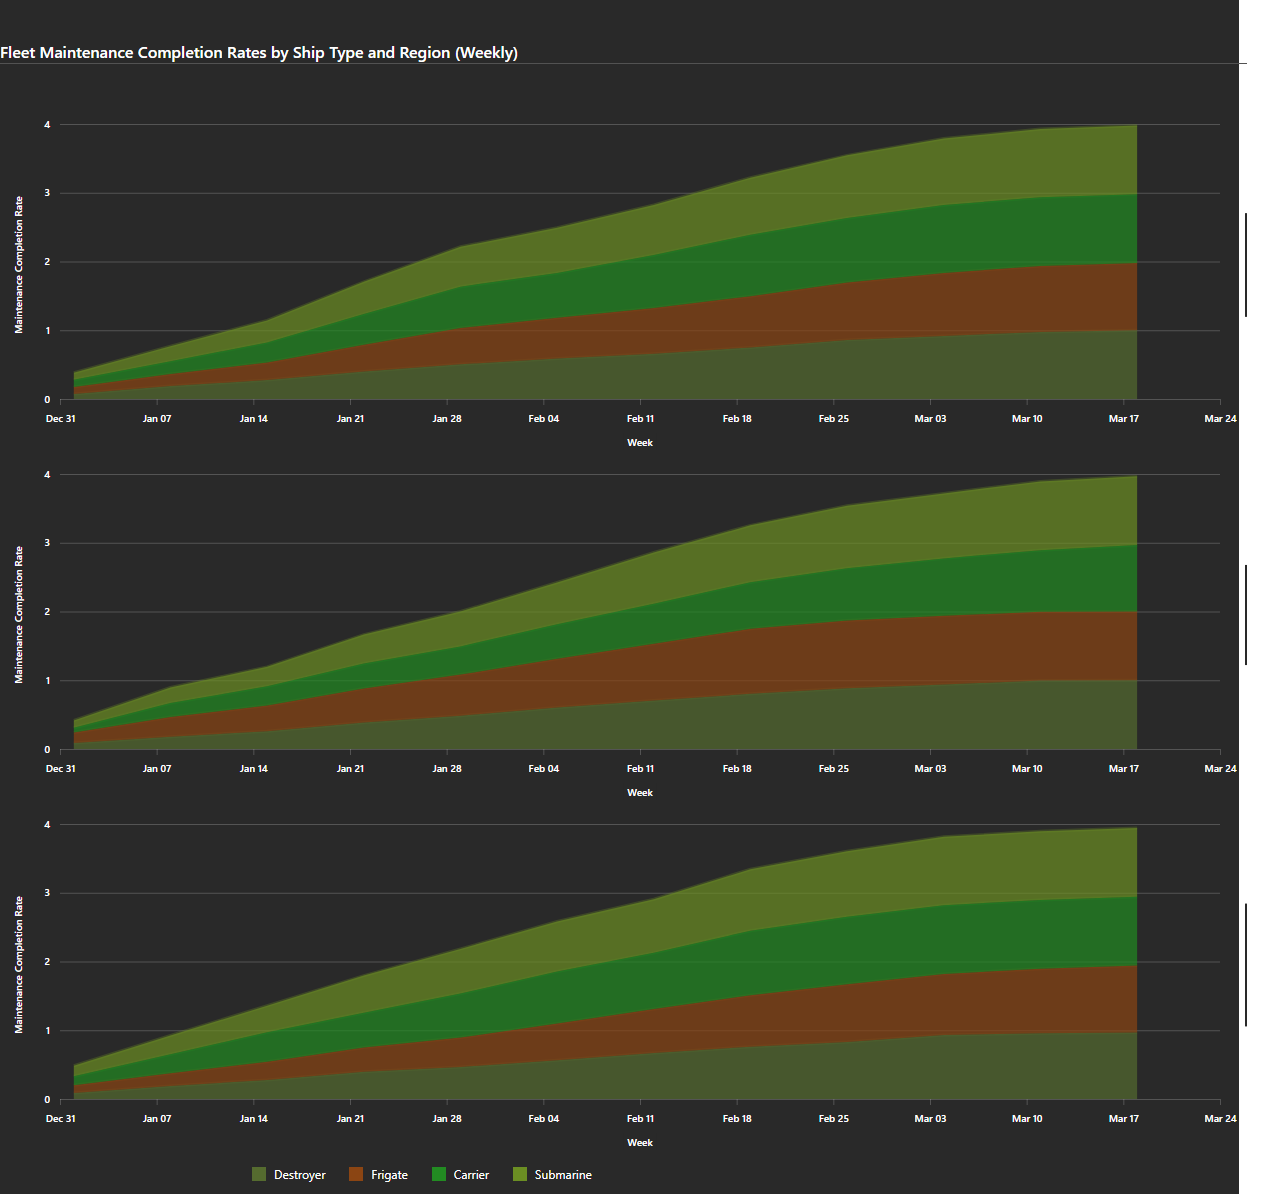 Fleet Maintenance Completion Rates by Ship Type and Region (Weekly)
4
3
2
1
0
Maintenance Completion Rate
Dec 31 Jan 07 Jan 14 Jan 21 Jan 28 Feb 04 Feb 11 Feb 18 Feb 25 Mar 03 Mar 10 Mar 17 Mar 24
Week
4
3
2
1
0
Maintenance Completion Rate
Dec 31 Jan 07 Jan 14 Jan 21 Jan 28 Feb 04 Feb 11 Feb 18 Feb 25 Mar 03 Mar 10 Mar 17 Mar 24
Week
4
3
2
1
0
Maintenance Completion Rate
Dec 31 Jan 07 Jan 14 Jan 21 Jan 28 Feb 04 Feb 11 Feb 18 Feb 25 Mar 03 Mar 10 Mar 17 Mar 24
Week
Destroyer Frigate Carrier Submarine